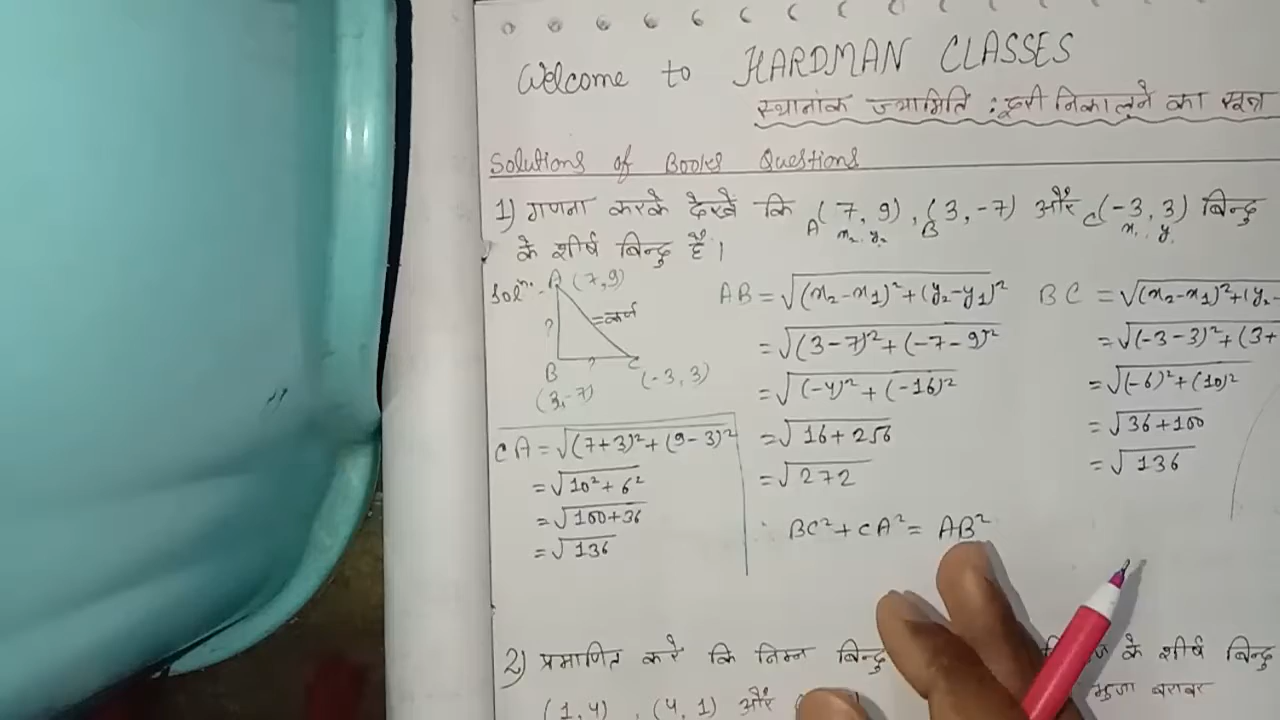 Welcome to HARDMAN CLASSES
स्थानांक ज्यामिति : दूरी निकालने का सूत्र
Solutions of Books Questions
1) गणना करके देखें कि A(7, 9), B(3, -7) और C(-3, 3) बिन्दु
x₂, y₂ x₁, y₁
के शीर्ष बिन्दु हैं।
Solⁿ. A (7, 9)
? = कर्ण
?
B C
(3, -7) (-3, 3)
AB = √(x₂-x₁)²+(y₂-y₁)²
= √(3-7)²+(-7-9)²
= √(-4)²+(-16)²
= √16+256
= √272
BC = √(x₂-x₁)²+(y₂-
= √(-3-3)²+(3+
= √(-6)²+(10)²
= √36+100
= √136
CA = √(7+3)²+(9-3)²
= √10²+6²
= √100+36
= √136
∴ BC²+CA² = AB²
2) प्रमाणित करे कि निम्न बिन्दु के शीर्ष बिन्दु
(1,4), (4,1) और भुजा बराबर